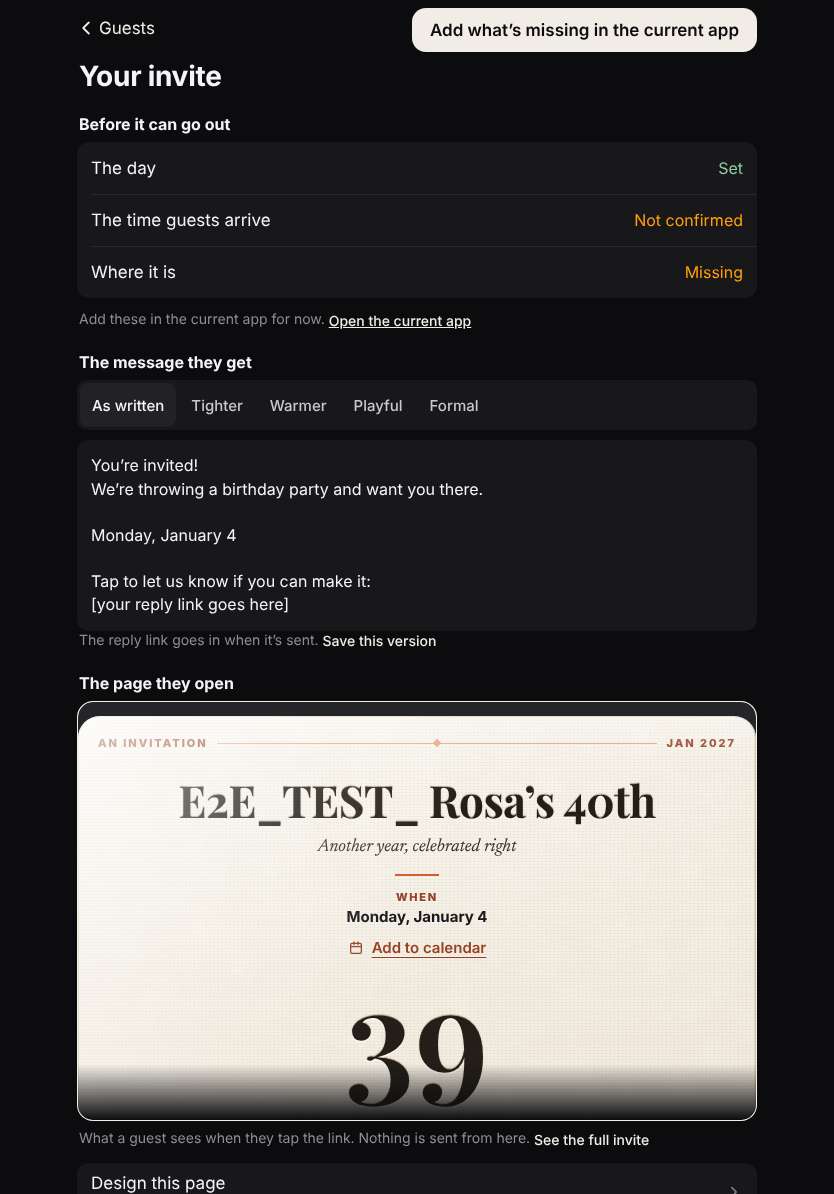 Guests
Add what’s missing in the current app
Your invite
Before it can go out
The day
Set
The time guests arrive
Not confirmed
Where it is
Missing
Add these in the current app for now. Open the current app
The message they get
As written Tighter Warmer Playful Formal
You’re invited!
We’re throwing a birthday party and want you there.
Monday, January 4
Tap to let us know if you can make it:
[your reply link goes here]
The reply link goes in when it’s sent. Save this version
The page they open
AN INVITATION
JAN 2027
E2E_TEST_ Rosa’s 40th
Another year, celebrated right
WHEN
Monday, January 4
Add to calendar
39
What a guest sees when they tap the link. Nothing is sent from here. See the full invite
Design this page